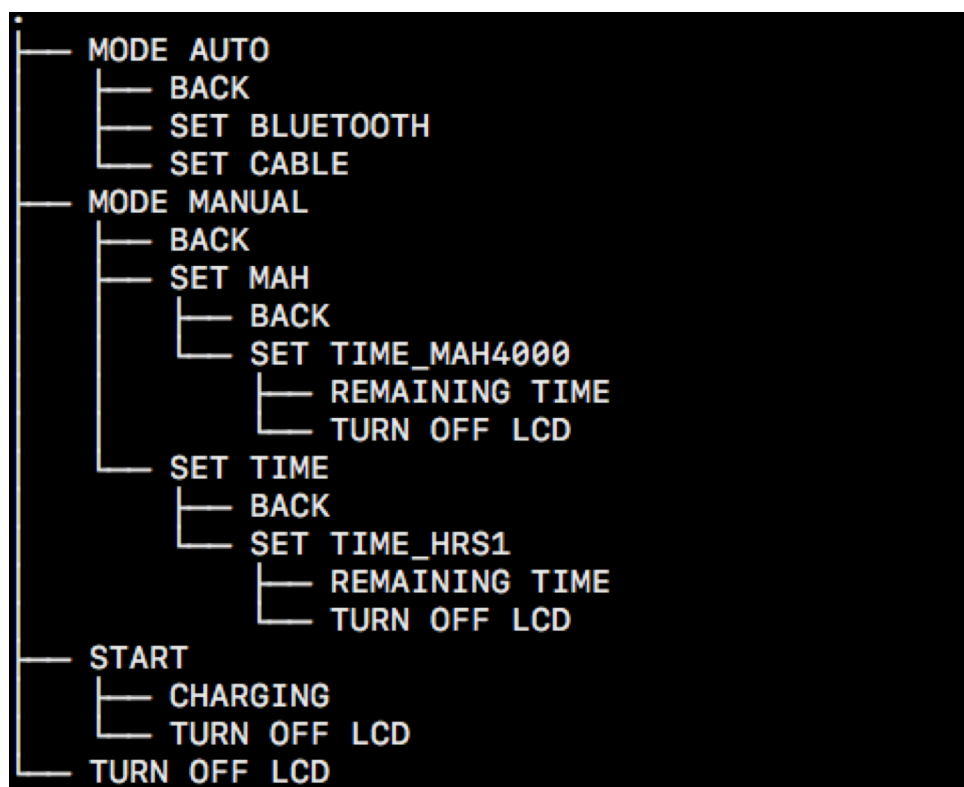 .
├── MODE AUTO
│   ├── BACK
│   ├── SET BLUETOOTH
│   └── SET CABLE
├── MODE MANUAL
│   ├── BACK
│   ├── SET MAH
│   │   ├── BACK
│   │   └── SET TIME_MAH4000
│   │       ├── REMAINING TIME
│   │       └── TURN OFF LCD
│   └── SET TIME
│       ├── BACK
│       └── SET TIME_HRS1
│           ├── REMAINING TIME
│           └── TURN OFF LCD
├── START
│   ├── CHARGING
│   └── TURN OFF LCD
└── TURN OFF LCD